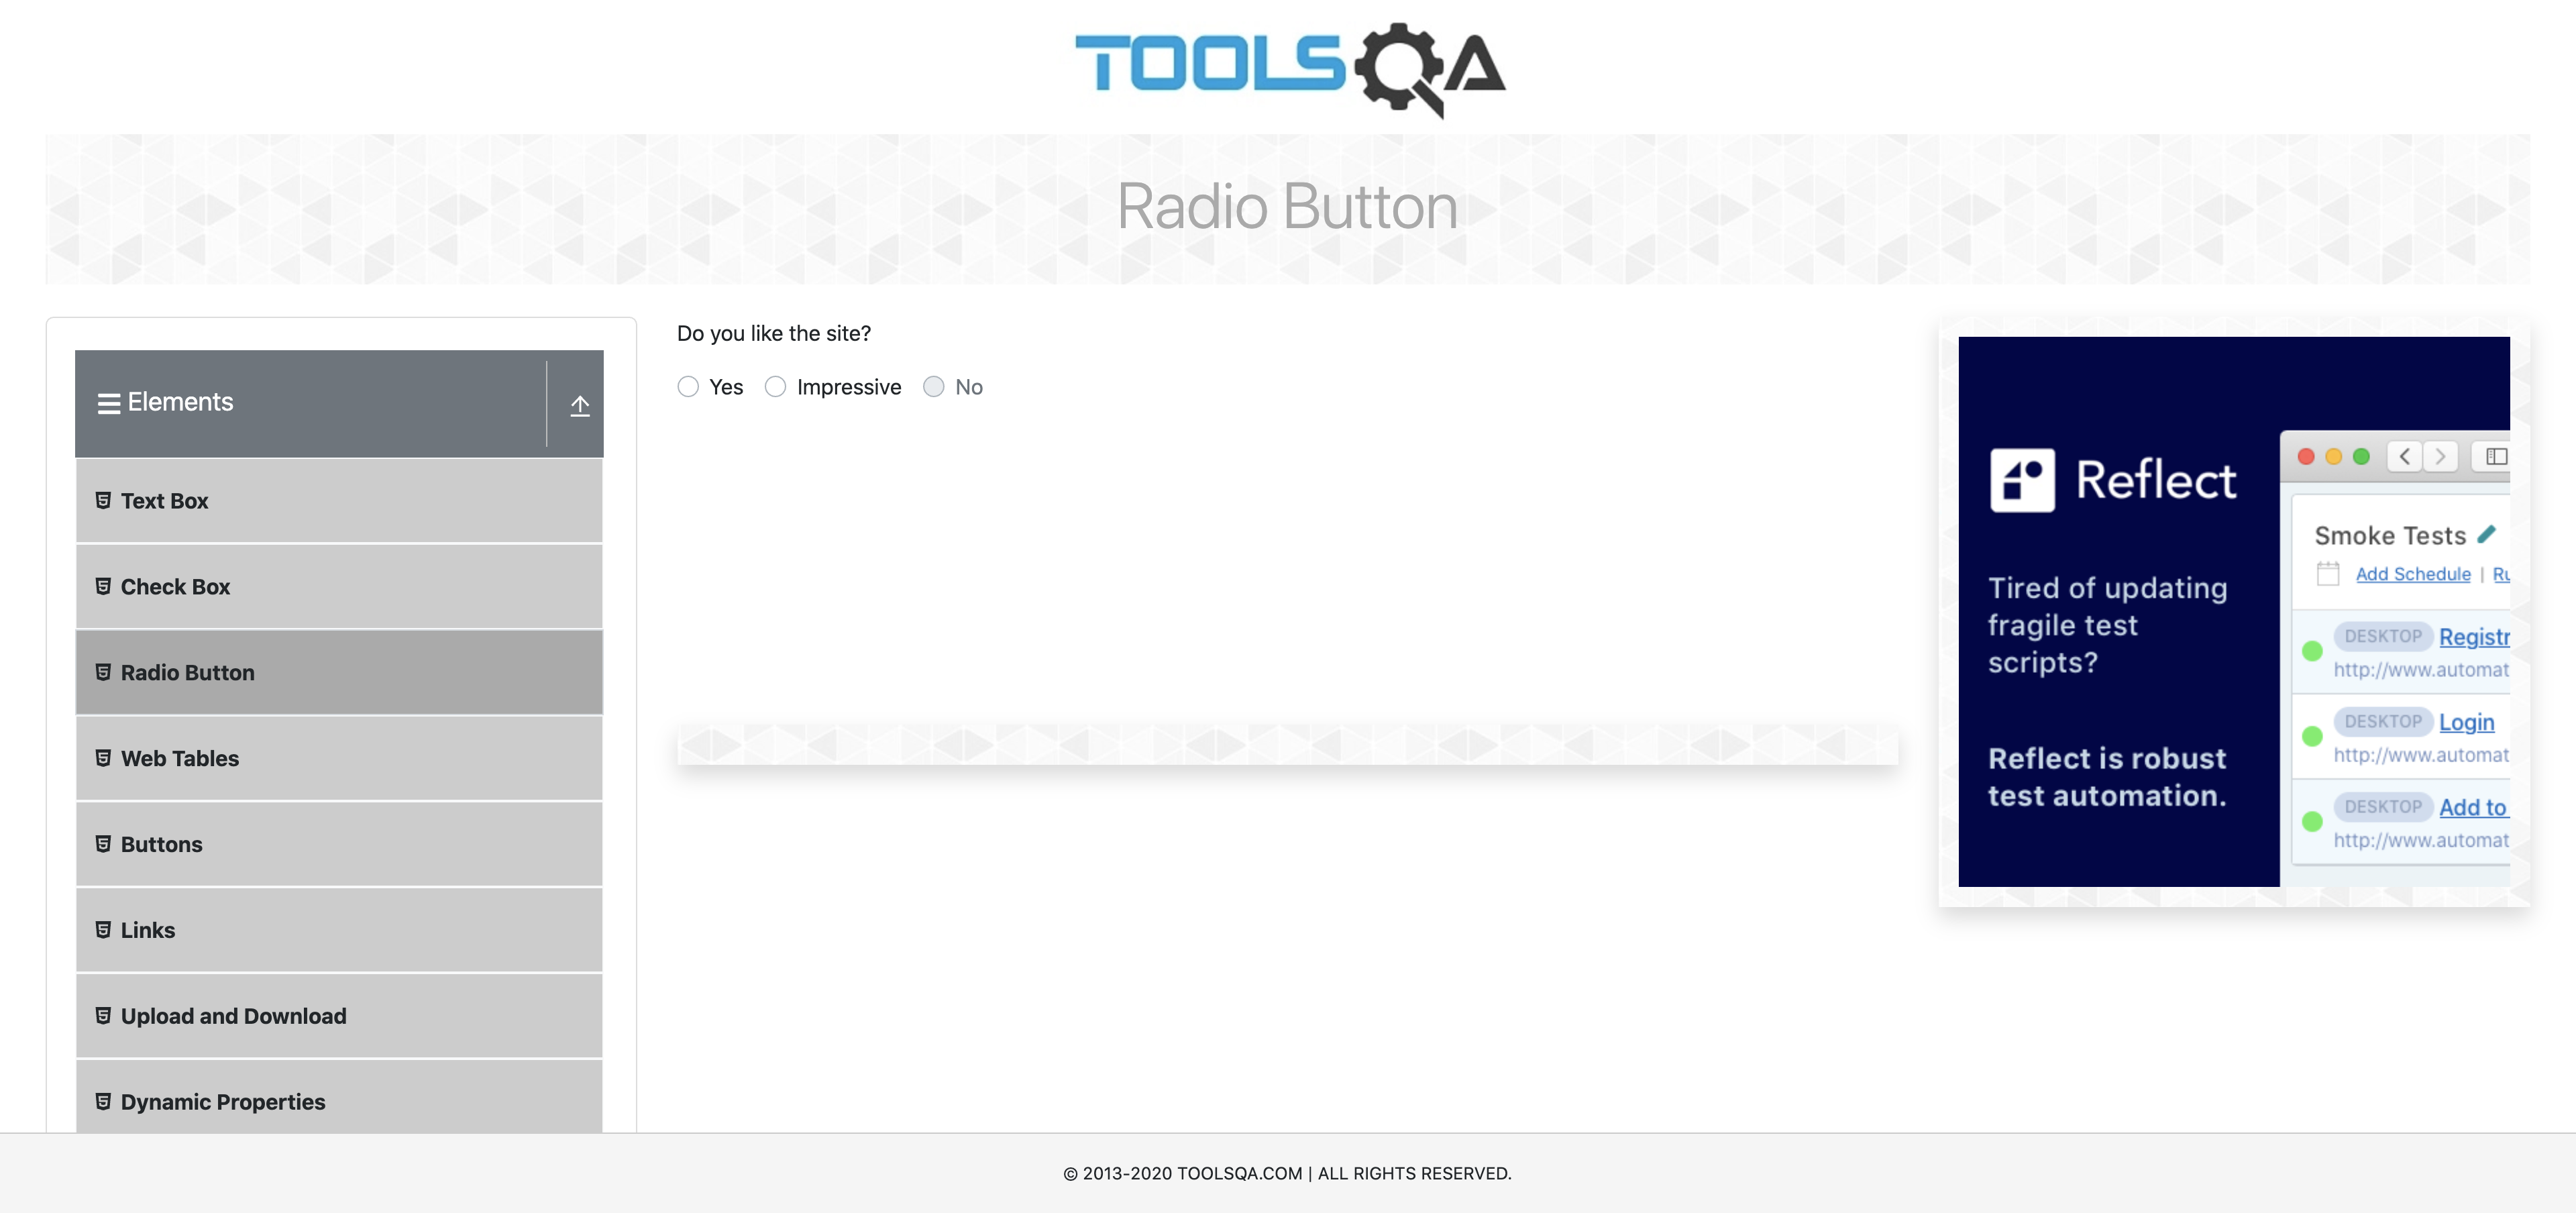 TOOLSQA
Radio Button
Elements
Text Box
Check Box
Radio Button
Web Tables
Buttons
Links
Upload and Download
Dynamic Properties
Do you like the site?
Yes Impressive No
Reflect
Tired of updating
fragile test
scripts?
Reflect is robust
test automation.
Smoke Tests
Add Schedule |
DESKTOP Registr
http://www.automat
DESKTOP Login
http://www.automat
DESKTOP Add to
http://www.automat
© 2013-2020 TOOLSQA.COM | ALL RIGHTS RESERVED.